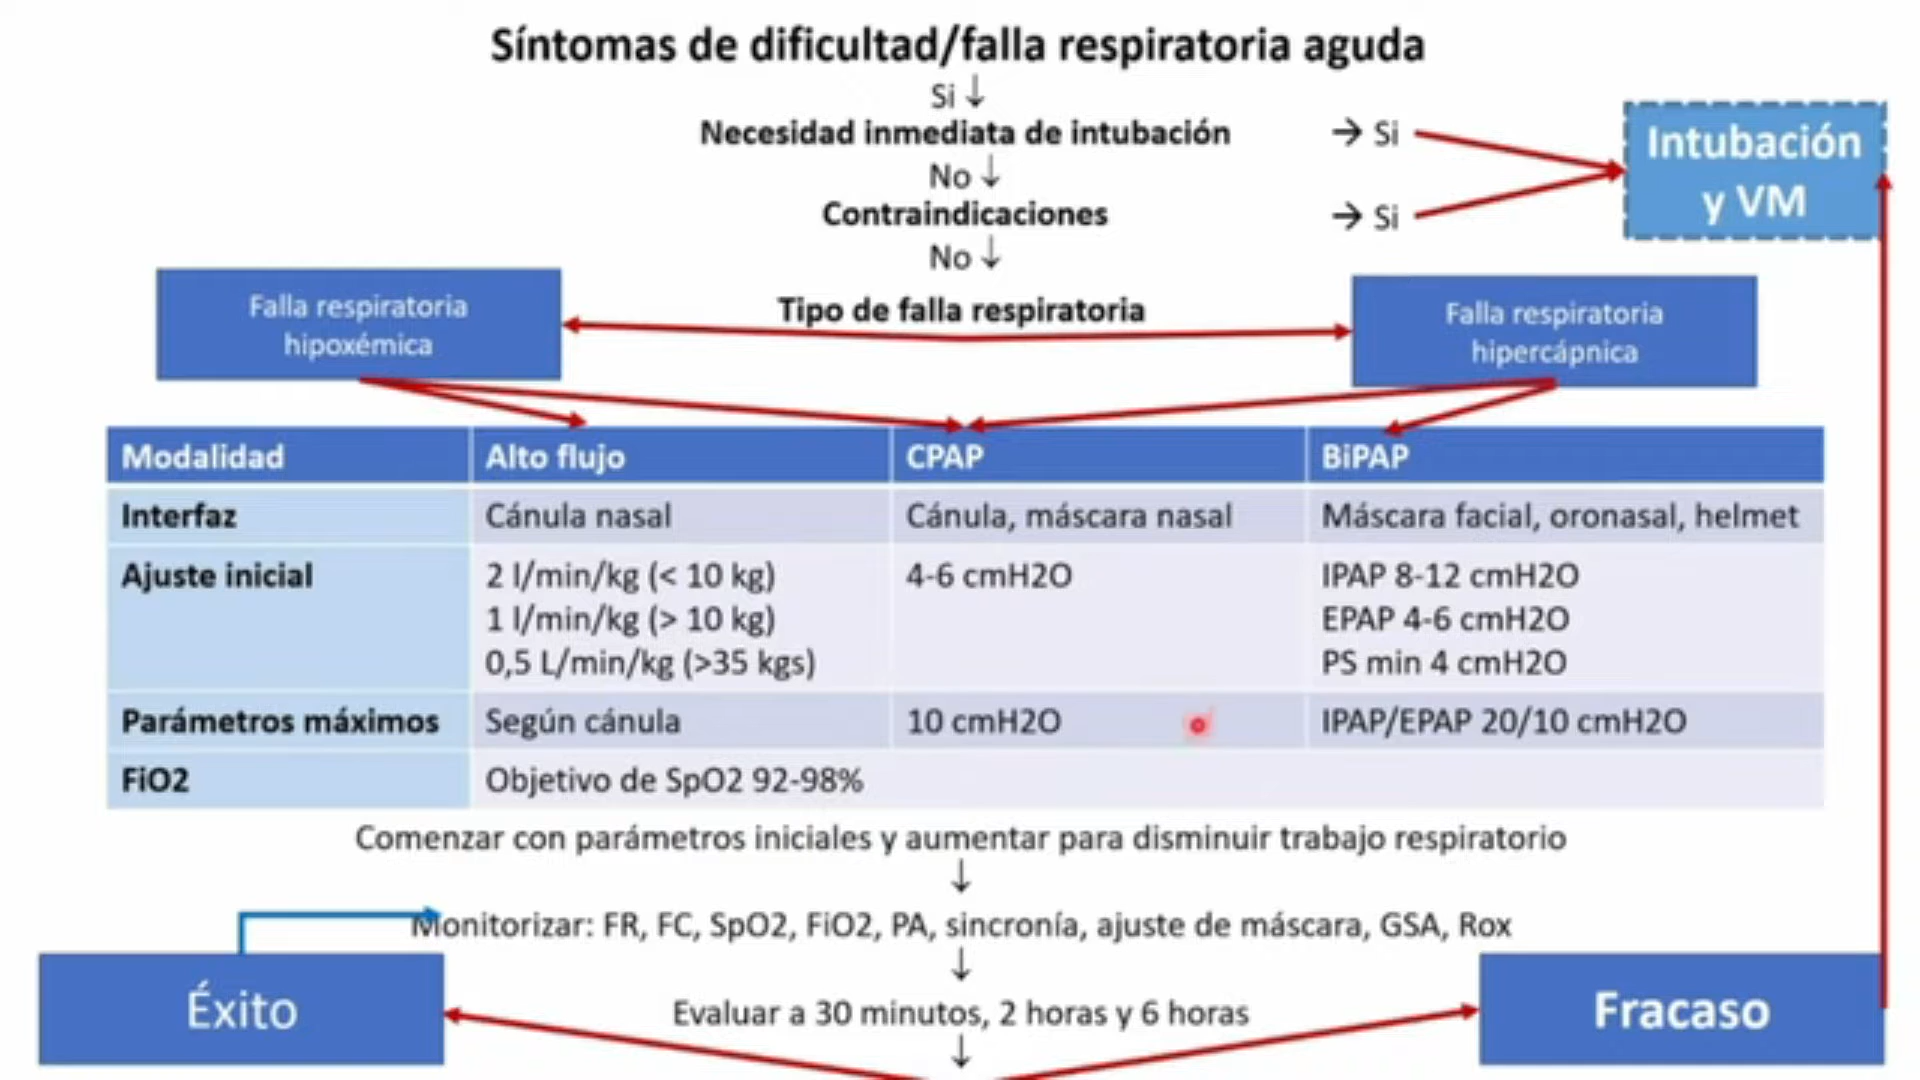 Síntomas de dificultad/falla respiratoria aguda
Si ↓
Necesidad inmediata de intubación → Si
No ↓
Contraindicaciones → Si
No ↓
Intubación
y VM
Tipo de falla respiratoria
Falla respiratoria
hipoxémica
Falla respiratoria
hipercápnica
Modalidad Alto flujo CPAP BiPAP
Interfaz Cánula nasal Cánula, máscara nasal Máscara facial, oronasal, helmet
Ajuste inicial 2 l/min/kg (< 10 kg) 4-6 cmH2O IPAP 8-12 cmH2O
1 l/min/kg (> 10 kg) EPAP 4-6 cmH2O
0,5 L/min/kg (>35 kgs) PS min 4 cmH2O
Parámetros máximos Según cánula 10 cmH2O IPAP/EPAP 20/10 cmH2O
FiO2 Objetivo de SpO2 92-98%
Comenzar con parámetros iniciales y aumentar para disminuir trabajo respiratorio
↓
Monitorizar: FR, FC, SpO2, FiO2, PA, sincronía, ajuste de máscara, GSA, Rox
↓
Éxito
Evaluar a 30 minutos, 2 horas y 6 horas
↓
Fracaso